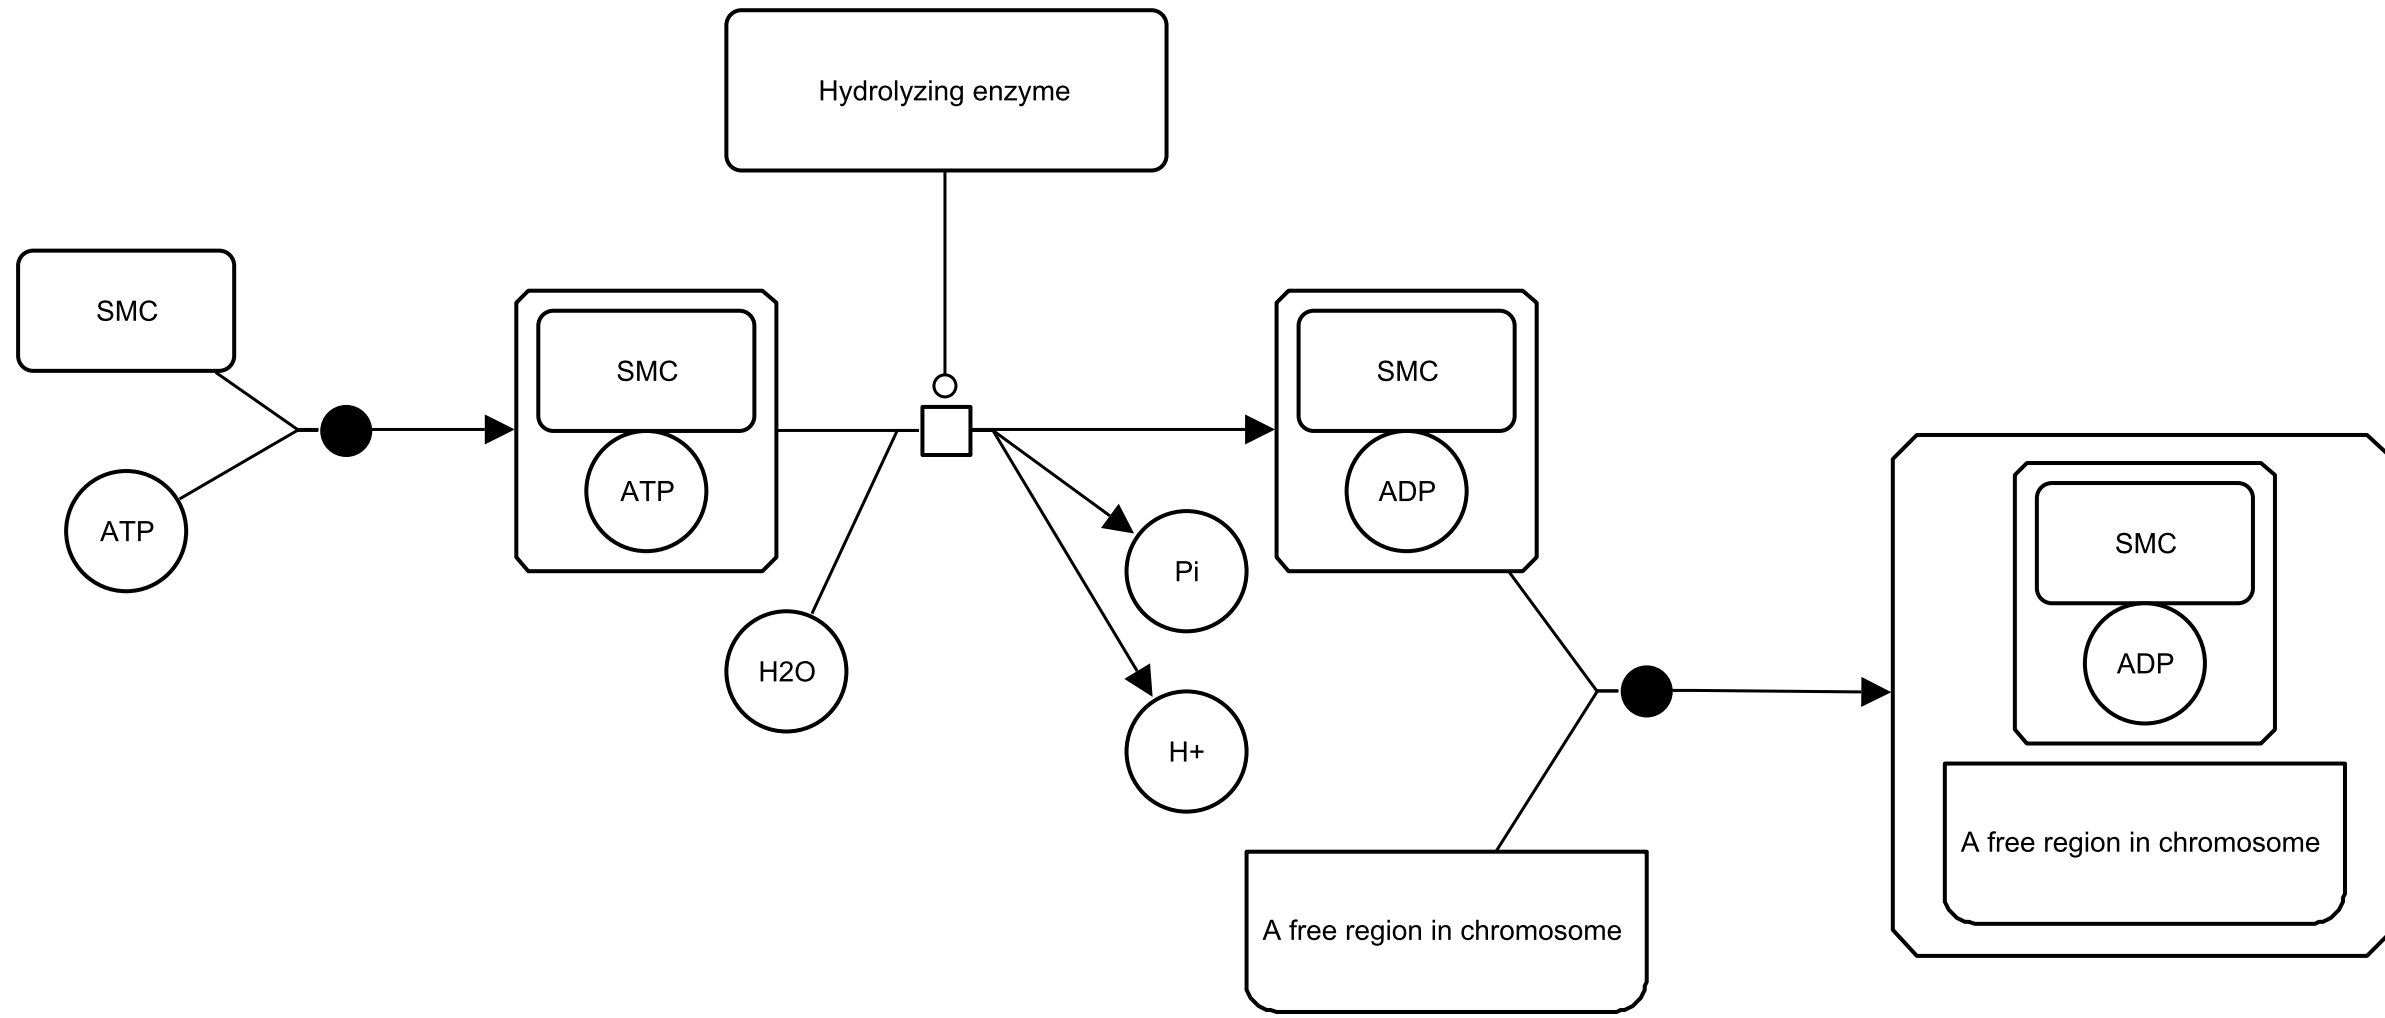 Hydrolyzing enzyme
SMC
ATP
SMC
ATP
H2O
Pi
H+
SMC
ADP
A free region in chromosome
SMC
ADP
A free region in chromosome